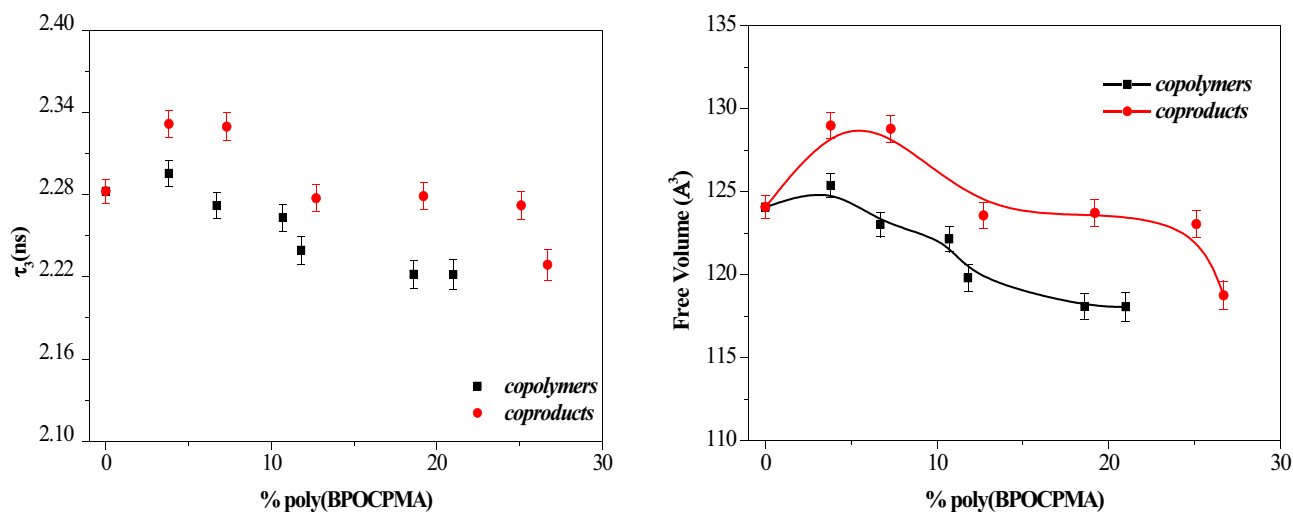 2.40
2.34
2.28
2.22
2.16
2.10
τ3(ns)
copolymers
coproducts
0
10
20
30
% poly(BPOCPMA)
135
130
125
120
115
110
Free Volume (Å³)
copolymers
coproducts
0
10
20
30
% poly(BPOCPMA)